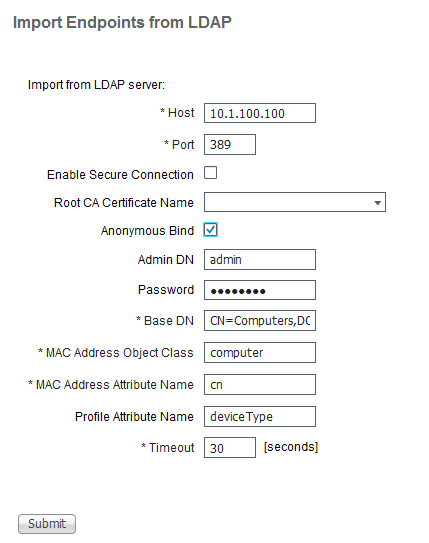 Import Endpoints from LDAP
Import from LDAP server:
* Host 10.1.100.100
* Port 389
Enable Secure Connection
Root CA Certificate Name
Anonymous Bind
Admin DN admin
Password ●●●●●●●●
* Base DN CN=Computers,DC
* MAC Address Object Class computer
* MAC Address Attribute Name cn
Profile Attribute Name deviceType
* Timeout 30 [seconds]
Submit